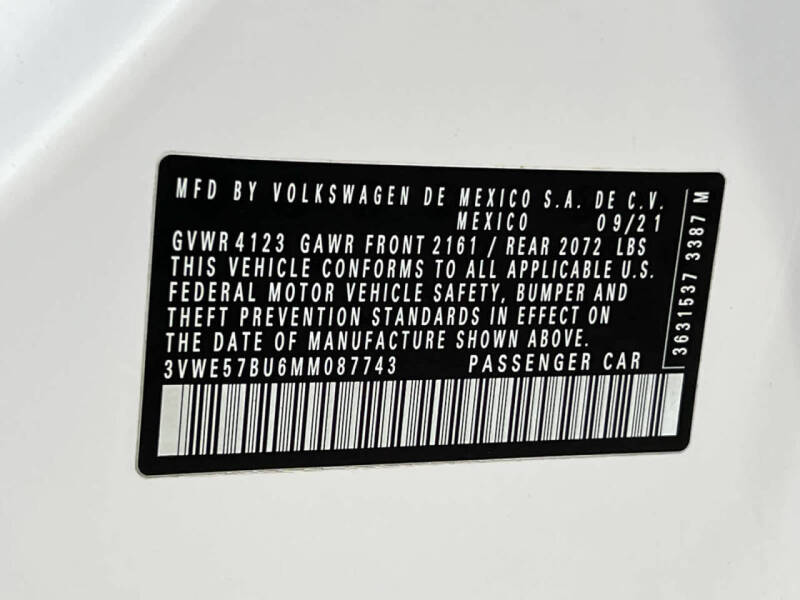 MFD BY VOLKSWAGEN DE MEXICO S.A. DE C.V.
MEXICO 09/21
GVWR 4123 GAWR FRONT 2161 / REAR 2072 LBS
THIS VEHICLE CONFORMS TO ALL APPLICABLE U.S.
FEDERAL MOTOR VEHICLE SAFETY, BUMPER AND
THEFT PREVENTION STANDARDS IN EFFECT ON
THE DATE OF MANUFACTURE SHOWN ABOVE.
3VWE57BU6MM087743 PASSENGER CAR
3631537 3387 M